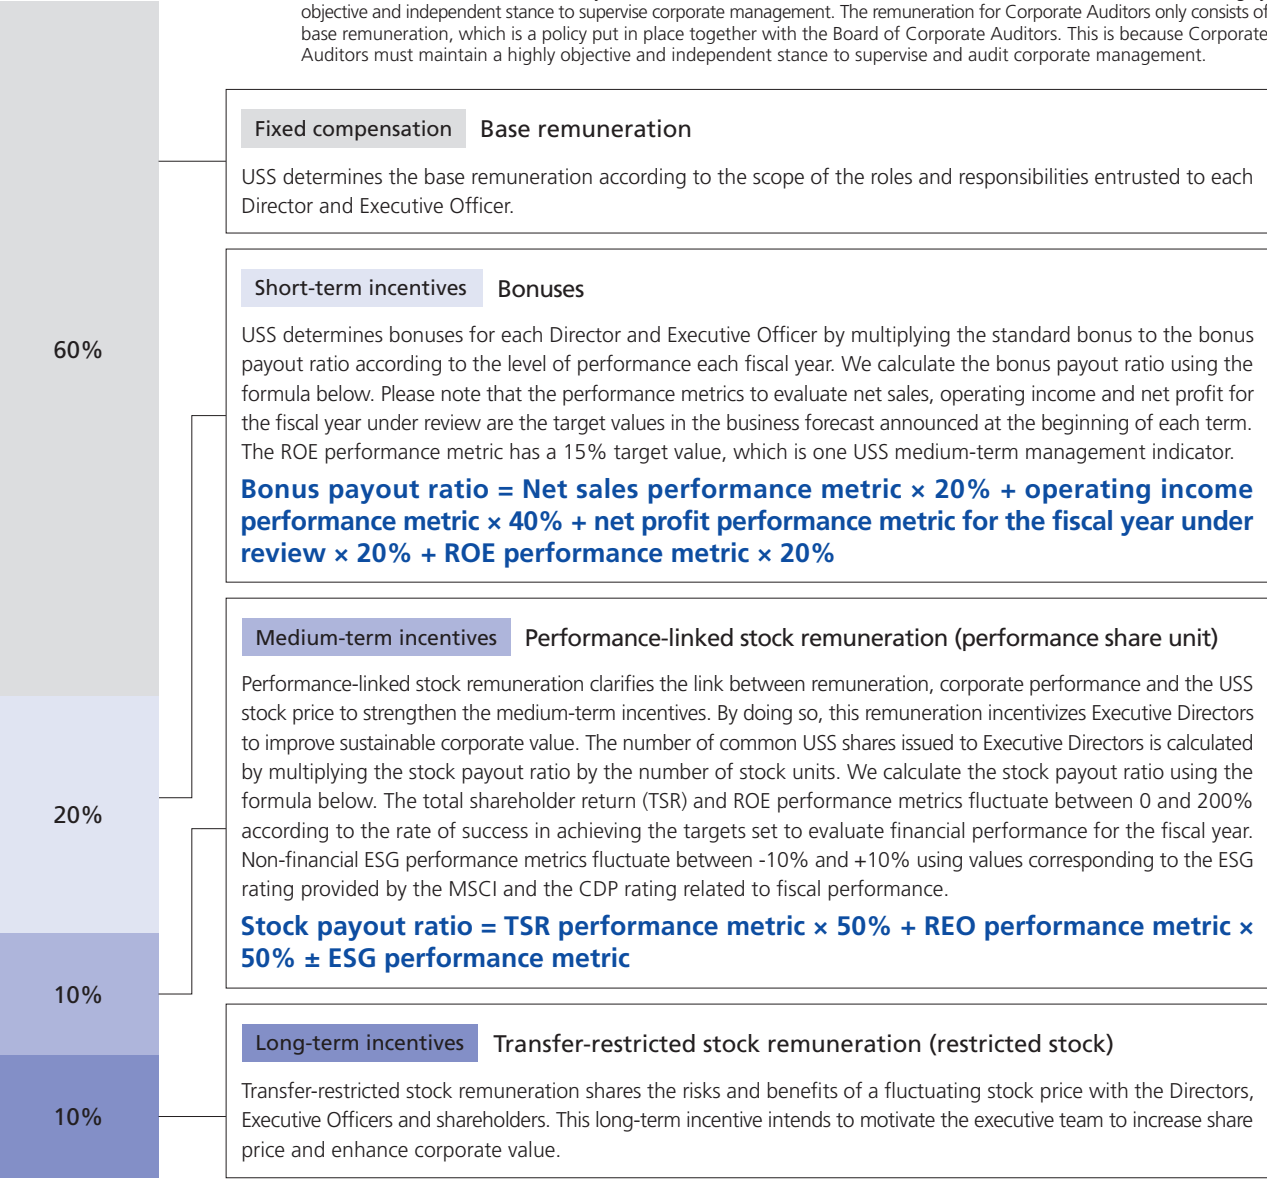 objective and independent stance to supervise corporate management. The remuneration for Corporate Auditors only consists of
base remuneration, which is a policy put in place together with the Board of Corporate Auditors. This is because Corporate
Auditors must maintain a highly objective and independent stance to supervise and audit corporate management.
Fixed compensation Base remuneration
USS determines the base remuneration according to the scope of the roles and responsibilities entrusted to each
Director and Executive Officer.
Short-term incentives Bonuses
USS determines bonuses for each Director and Executive Officer by multiplying the standard bonus to the bonus
payout ratio according to the level of performance each fiscal year. We calculate the bonus payout ratio using the
formula below. Please note that the performance metrics to evaluate net sales, operating income and net profit for
the fiscal year under review are the target values in the business forecast announced at the beginning of each term.
The ROE performance metric has a 15% target value, which is one USS medium-term management indicator.
Bonus payout ratio = Net sales performance metric × 20% + operating income
performance metric × 40% + net profit performance metric for the fiscal year under
review × 20% + ROE performance metric × 20%
60%
Medium-term incentives Performance-linked stock remuneration (performance share unit)
Performance-linked stock remuneration clarifies the link between remuneration, corporate performance and the USS
stock price to strengthen the medium-term incentives. By doing so, this remuneration incentivizes Executive Directors
to improve sustainable corporate value. The number of common USS shares issued to Executive Directors is calculated
by multiplying the stock payout ratio by the number of stock units. We calculate the stock payout ratio using the
formula below. The total shareholder return (TSR) and ROE performance metrics fluctuate between 0 and 200%
according to the rate of success in achieving the targets set to evaluate financial performance for the fiscal year.
Non-financial ESG performance metrics fluctuate between -10% and +10% using values corresponding to the ESG
rating provided by the MSCI and the CDP rating related to fiscal performance.
Stock payout ratio = TSR performance metric × 50% + REO performance metric ×
50% ± ESG performance metric
20%
10%
Long-term incentives Transfer-restricted stock remuneration (restricted stock)
Transfer-restricted stock remuneration shares the risks and benefits of a fluctuating stock price with the Directors,
Executive Officers and shareholders. This long-term incentive intends to motivate the executive team to increase share
price and enhance corporate value.
10%